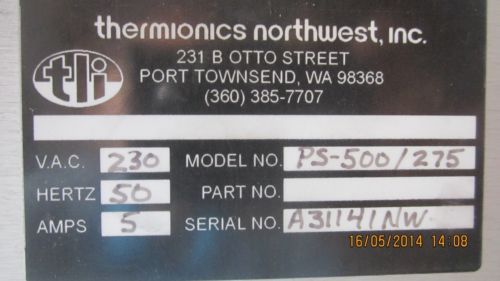 thermionics northwest, inc.
231 B OTTO STREET
PORT TOWNSEND, WA 98368
(360) 385-7707
tli
V.A.C. 230 MODEL NO. PS-500/275
HERTZ 50 PART NO.
AMPS 5 SERIAL NO. A31141NW
16/05/2014 14:08